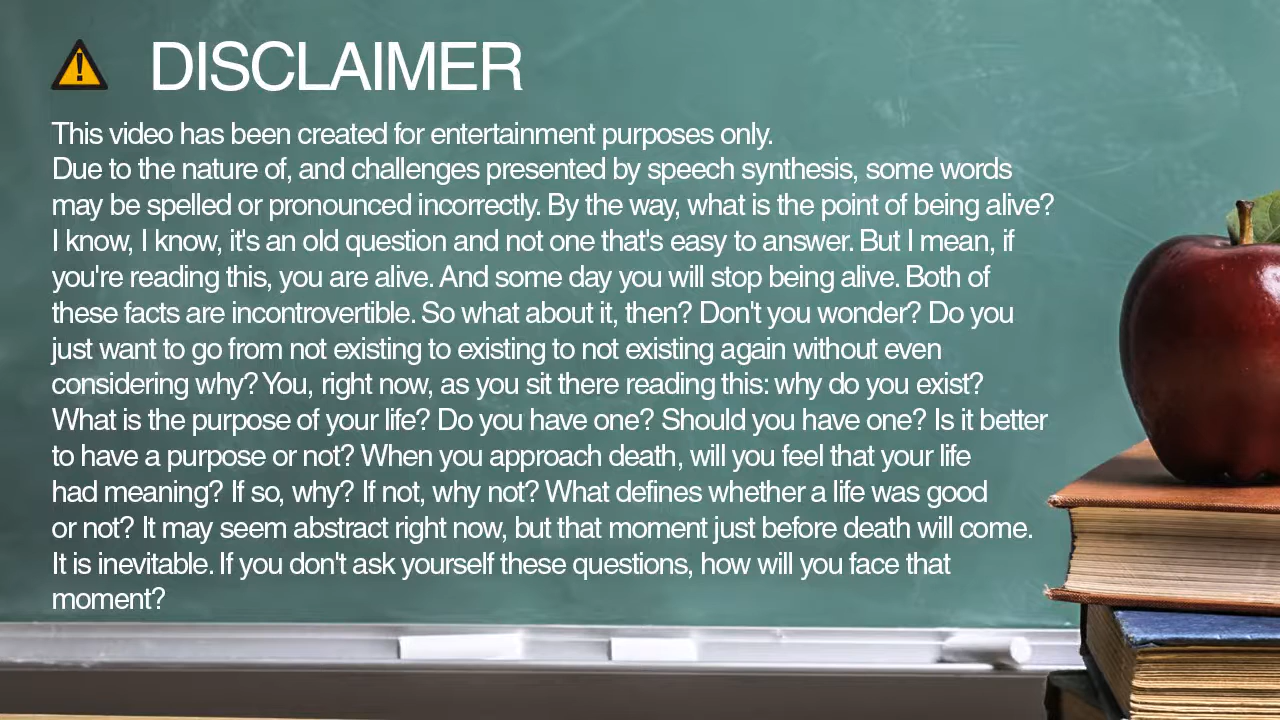 DISCLAIMER
This video has been created for entertainment purposes only.
Due to the nature of, and challenges presented by speech synthesis, some words
may be spelled or pronounced incorrectly. By the way, what is the point of being alive?
I know, I know, it's an old question and not one that's easy to answer. But I mean, if
you're reading this, you are alive. And some day you will stop being alive. Both of
these facts are incontrovertible. So what about it, then? Don't you wonder? Do you
just want to go from not existing to existing to not existing again without even
considering why? You, right now, as you sit there reading this: why do you exist?
What is the purpose of your life? Do you have one? Should you have one? Is it better
to have a purpose or not? When you approach death, will you feel that your life
had meaning? If so, why? If not, why not? What defines whether a life was good
or not? It may seem abstract right now, but that moment just before death will come.
It is inevitable. If you don't ask yourself these questions, how will you face that
moment?